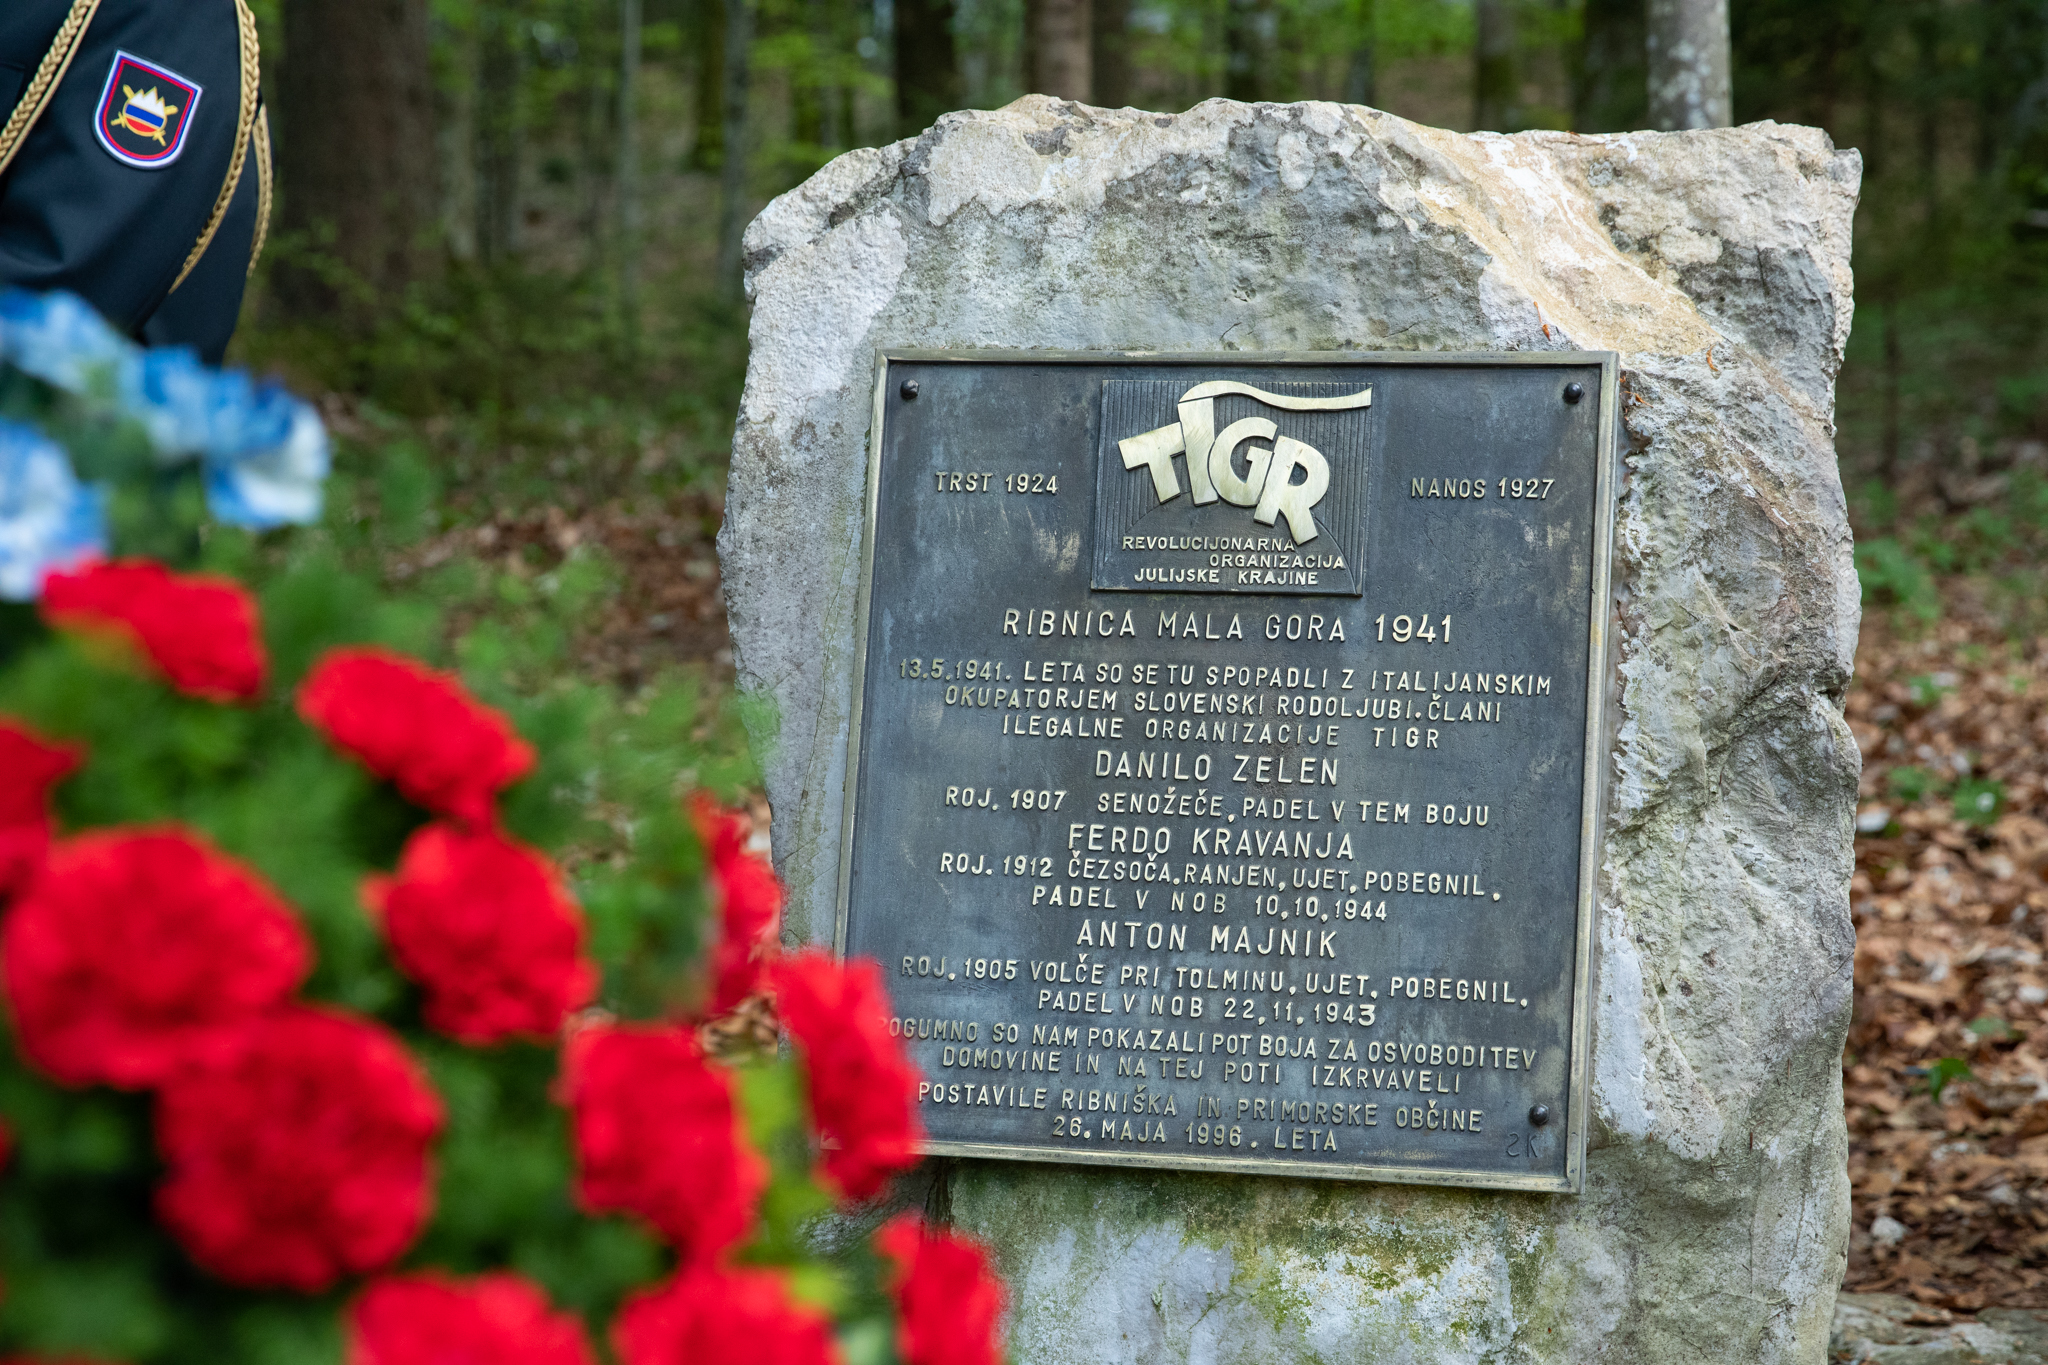 TIGR
TRST 1924
NANOS 1927
REVOLUCIJONARNA
ORGANIZACIJA
JULIJSKE KRAJINE
RIBNICA MALA GORA 1941
13.5.1941. LETA SO SE TU SPOPADLI Z ITALIJANSKIM
OKUPATORJEM SLOVENSKI RODOLJUBI.ČLANI
ILEGALNE ORGANIZACIJE TIGR
DANILO ZELEN
ROJ. 1907 SENOŽEČE, PADEL V TEM BOJU
FERDO KRAVANJA
ROJ. 1912 ČEZSOČA.RANJEN, UJET, POBEGNIL.
PADEL V NOB 10,10,1944
ANTON MAJNIK
ROJ. 1905 VOLČE PRI TOLMINU, UJET, POBEGNIL.
PADEL V NOB 22,11,1943
POGUMNO SO NAM POKAZALI POT BOJA ZA OSVOBODITEV
DOMOVINE IN NA TEJ POTI IZKRVAVELI
POSTAVILE RIBNIŠKA IN PRIMORSKE OBČINE
26. MAJA 1996. LETA